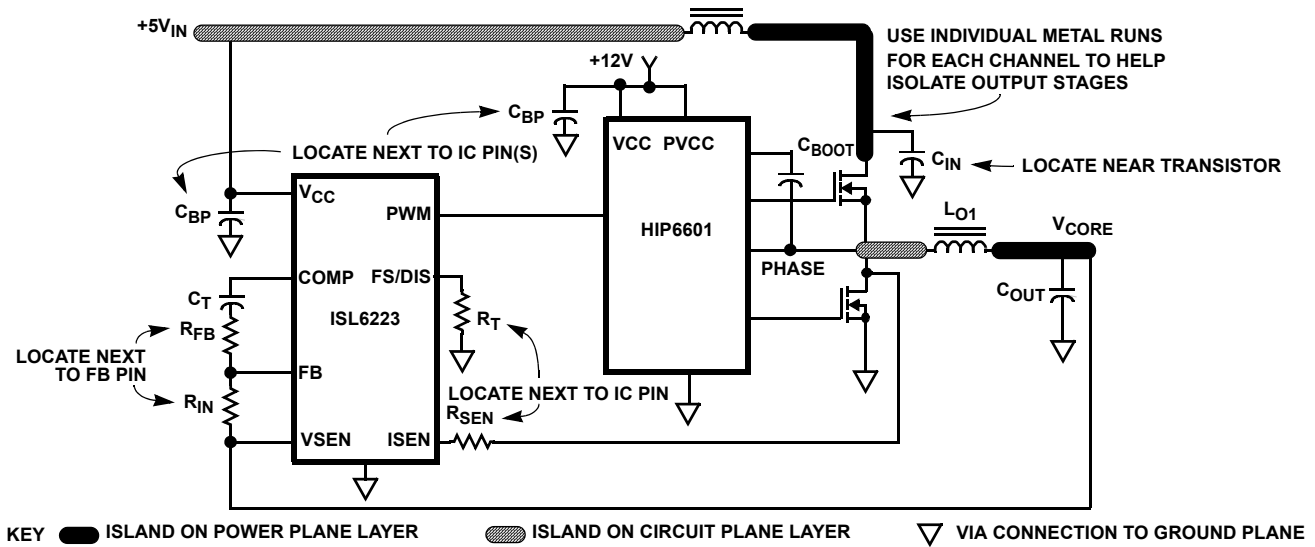 +5VIN
USE INDIVIDUAL METAL RUNS
FOR EACH CHANNEL TO HELP
ISOLATE OUTPUT STAGES
+12V
CBP
VCC PVCC
CBOOT
CIN
LOCATE NEXT TO IC PIN(S)
LOCATE NEAR TRANSISTOR
VCC
CBP
PWM
HIP6601
LO1
VCORE
PHASE
COMP
FS/DIS
CT
COUT
ISL6223
RT
RFB
LOCATE NEXT
TO FB PIN
FB
LOCATE NEXT TO IC PIN
RIN
RSEN
VSEN
ISEN
KEY
ISLAND ON POWER PLANE LAYER
ISLAND ON CIRCUIT PLANE LAYER
VIA CONNECTION TO GROUND PLANE